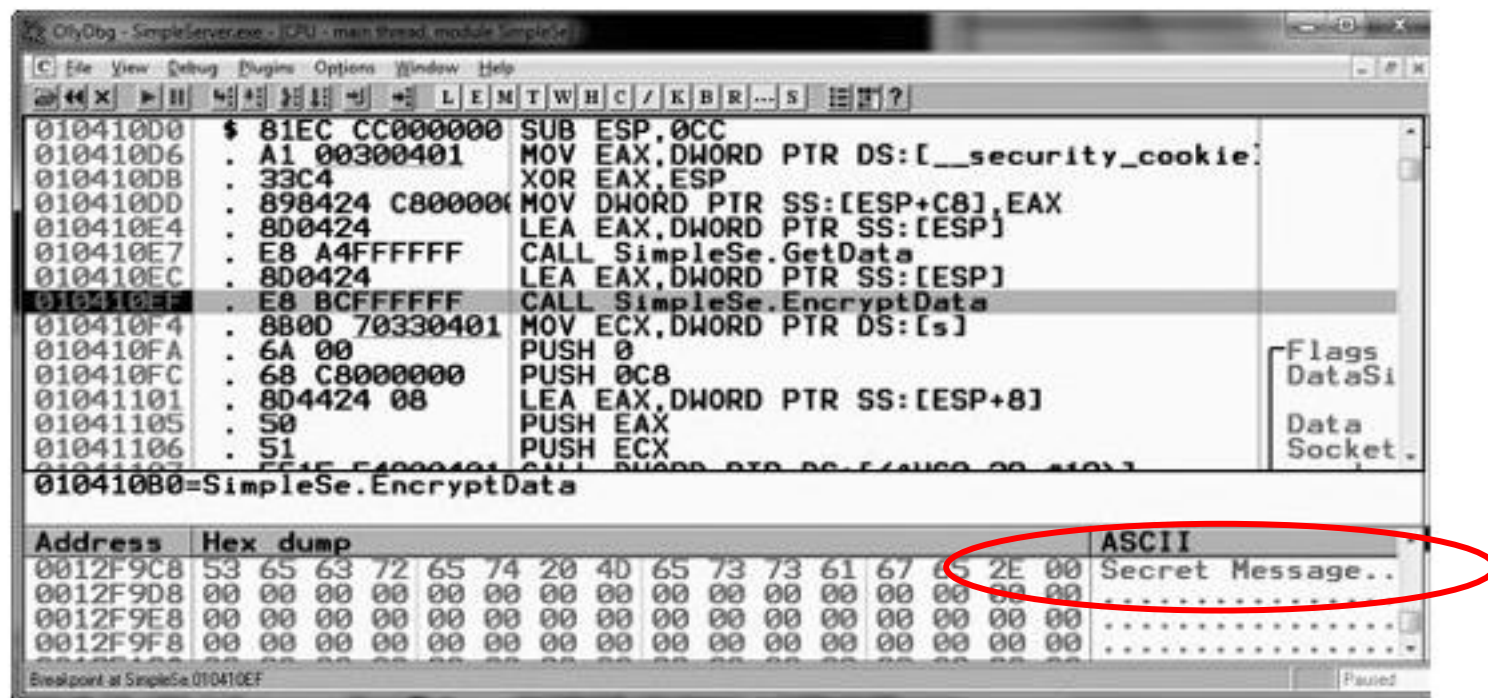 OllyDbg - SimpleServer.exe - [CPU - main thread, module SimpleSe]
C File View Debug Plugins Options Window Help
L E M T W H C / K B R ... S ?
010410D0 $ 81EC CC000000 SUB ESP,0CC
010410D6 . A1 00300401 MOV EAX,DWORD PTR DS:[__security_cookie]
010410DB . 33C4 XOR EAX,ESP
010410DD . 898424 C800000( MOV DWORD PTR SS:[ESP+C8],EAX
010410E4 . 8D0424 LEA EAX,DWORD PTR SS:[ESP]
010410E7 . E8 A4FFFFFF CALL SimpleSe.GetData
010410EC . 8D0424 LEA EAX,DWORD PTR SS:[ESP]
010410EF . E8 BCFFFFFF CALL SimpleSe.EncryptData
010410F4 . 8B0D 70330401 MOV ECX,DWORD PTR DS:[s]
010410FA . 6A 00 PUSH 0 Flags
010410FC . 68 C8000000 PUSH 0C8 DataSi
01041101 . 8D4424 08 LEA EAX,DWORD PTR SS:[ESP+8]
01041105 . 50 PUSH EAX Data
01041106 . 51 PUSH ECX Socket
010410B0=SimpleSe.EncryptData
Address Hex dump ASCII
0012F9C8 53 65 63 72 65 74 20 4D 65 73 73 61 67 65 2E 00 Secret Message..
0012F9D8 00 00 00 00 00 00 00 00 00 00 00 00 00 00 00 00 ................
0012F9E8 00 00 00 00 00 00 00 00 00 00 00 00 00 00 00 00 ................
0012F9F8 00 00 00 00 00 00 00 00 00 00 00 00 00 00 00 00 ................
Breakpoint at SimpleSe.010410EF Paused